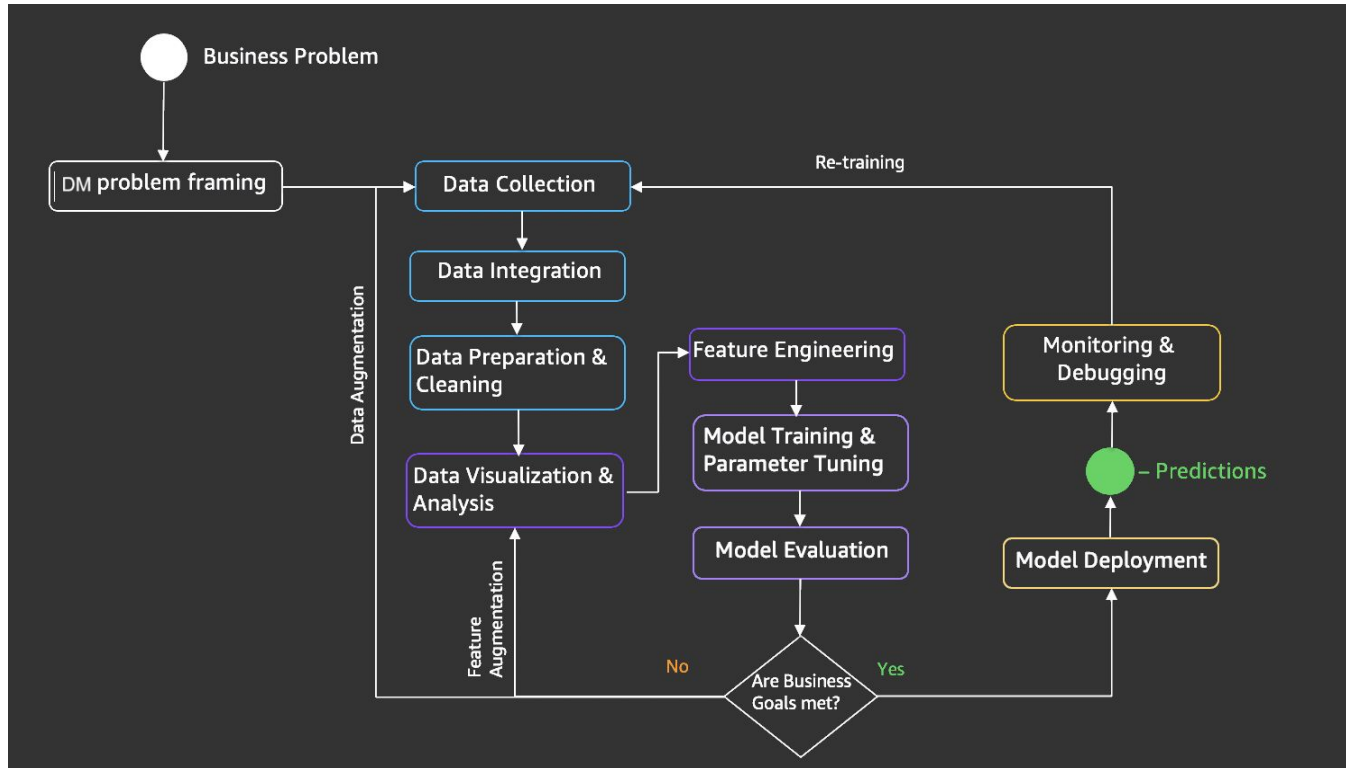 Business Problem
DM problem framing
Data Collection
Re-training
Data Integration
Data Augmentation
Data Preparation &
Cleaning
Feature Engineering
Monitoring &
Debugging
Data Visualization &
Analysis
Model Training &
Parameter Tuning
– Predictions
Model Evaluation
Model Deployment
Feature
Augmentation
No
Yes
Are Business
Goals met?